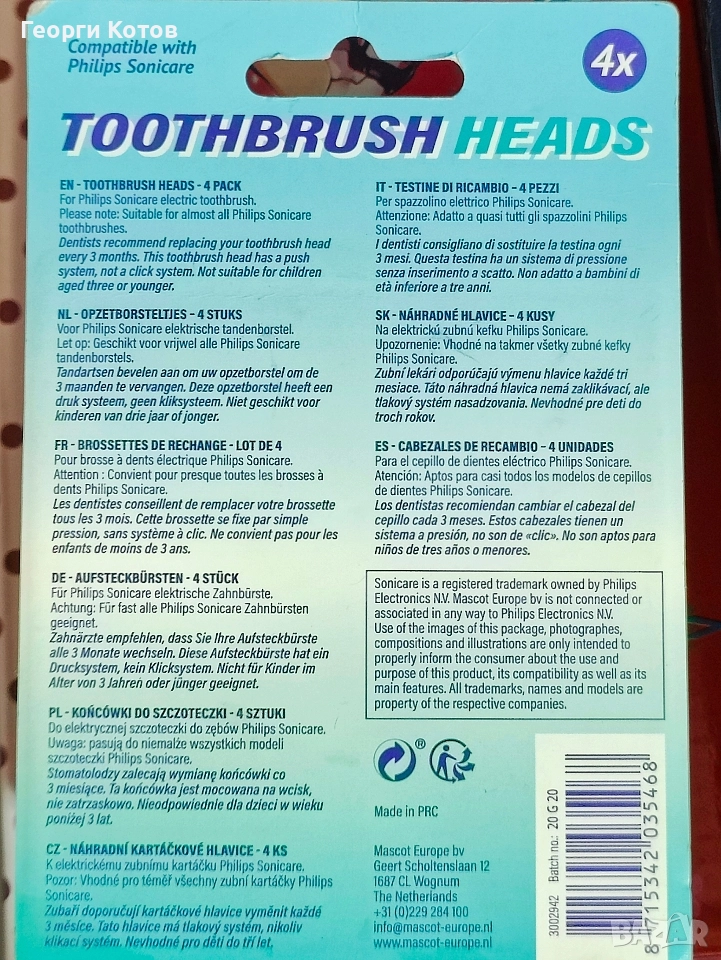 Георги Котов
Compatible with
Philips Sonicare
4x
TOOTHBRUSH HEADS
EN - TOOTHBRUSH HEADS - 4 PACK
For Philips Sonicare electric toothbrush.
Please note: Suitable for almost all Philips Sonicare
toothbrushes.
Dentists recommend replacing your toothbrush head
every 3 months. This toothbrush head has a push
system, not a click system. Not suitable for children
aged three or younger.
NL - OPZETBORSTELTJES - 4 STUKS
Voor Philips Sonicare elektrische tandenborstel.
Let op: Geschikt voor vrijwel alle Philips Sonicare
tandenborstels.
Tandartsen bevelen aan om uw opzetborstel om de
3 maanden te vervangen. Deze opzetborstel heeft een
druk systeem, geen kliksysteem. Niet geschikt voor
kinderen van drie jaar of jonger.
FR - BROSSETTES DE RECHANGE - LOT DE 4
Pour brosse à dents électrique Philips Sonicare.
Attention : Convient pour presque toutes les brosses à
dents Philips Sonicare.
Les dentistes conseillent de remplacer votre brossette
tous les 3 mois. Cette brossette se fixe par simple
pression, sans système à clic. Ne convient pas pour les
enfants de moins de 3 ans.
DE - AUFSTECKBÜRSTEN - 4 STÜCK
Für Philips Sonicare elektrische Zahnbürste.
Achtung: Für fast alle Philips Sonicare Zahnbürsten
geeignet.
Zahnärzte empfehlen, dass Sie Ihre Aufsteckbürste
alle 3 Monate wechseln. Diese Aufsteckbürste hat ein
Drucksystem, kein Klicksystem. Nicht für Kinder im
Alter von 3 Jahren oder jünger geeignet.
PL - KOŃCÓWKI DO SZCZOTECZKI - 4 SZTUKI
Do elektrycznej szczoteczki do zębów Philips Sonicare.
Uwaga: pasują do niemalże wszystkich modeli
szczoteczki Philips Sonicare.
Stomatolodzy zalecają wymianę końcówki co
3 miesiące. Ta końcówka jest mocowana na wcisk,
nie zatrzaskowo. Nieodpowiednie dla dzieci w wieku
poniżej 3 lat.
CZ - NÁHRADNÍ KARTÁČKOVÉ HLAVICE - 4 KS
K elektrickému zubnímu kartáčku Philips Sonicare.
Pozor: Vhodné pro téměř všechny zubní kartáčky Philips
Sonicare.
Zubaři doporučují kartáčkové hlavice vyměnit každé
3 měsíce. Tato hlavice má tlakový systém, nikoliv
klikací systém. Nevhodné pro děti do tří let.
IT - TESTINE DI RICAMBIO - 4 PEZZI
Per spazzolino elettrico Philips Sonicare.
Attenzione: Adatto a quasi tutti gli spazzolini Philips
Sonicare.
I dentisti consigliano di sostituire la testina ogni
3 mesi. Questa testina ha un sistema di pressione
senza inserimento a scatto. Non adatto a bambini di
età inferiore a tre anni.
SK - NÁHRADNÉ HLAVICE - 4 KUSY
Na elektrickú zubnú kefku Philips Sonicare.
Upozornenie: Vhodné na takmer všetky zubné kefky
Philips Sonicare.
Zubní lekári odporúčajú výmenu hlavice každé tri
mesiace. Táto náhradná hlavica nemá zaklikávací, ale
tlakový systém nasadzovania. Nevhodné pre deti do
troch rokov.
ES - CABEZALES DE RECAMBIO - 4 UNIDADES
Para el cepillo de dientes eléctrico Philips Sonicare.
Atención: Aptos para casi todos los modelos de cepillos
de dientes Philips Sonicare.
Los dentistas recomiendan cambiar el cabezal del
cepillo cada 3 meses. Estos cabezales tienen un
sistema a presión, no son de «clic». No son aptos para
niños de tres años o menores.
Sonicare is a registered trademark owned by Philips
Electronics N.V. Mascot Europe bv is not connected or
associated in any way to Philips Electronics N.V.
Use of the images of this package, photographes,
compositions and illustrations are only intended to
properly inform the consumer about the use and
purpose of this product, its compatibility as well as its
main features. All trademarks, names and models are
property of the respective companies.
®
Made in PRC
Mascot Europe bv
Geert Scholtenslaan 12
1687 CL Wognum
The Netherlands
+31 (0)229 284 100
info@mascot-europe.nl
www.mascot-europe.nl
3002942 Batch no.: 20 G 20
8 715342 035468
BAZAR